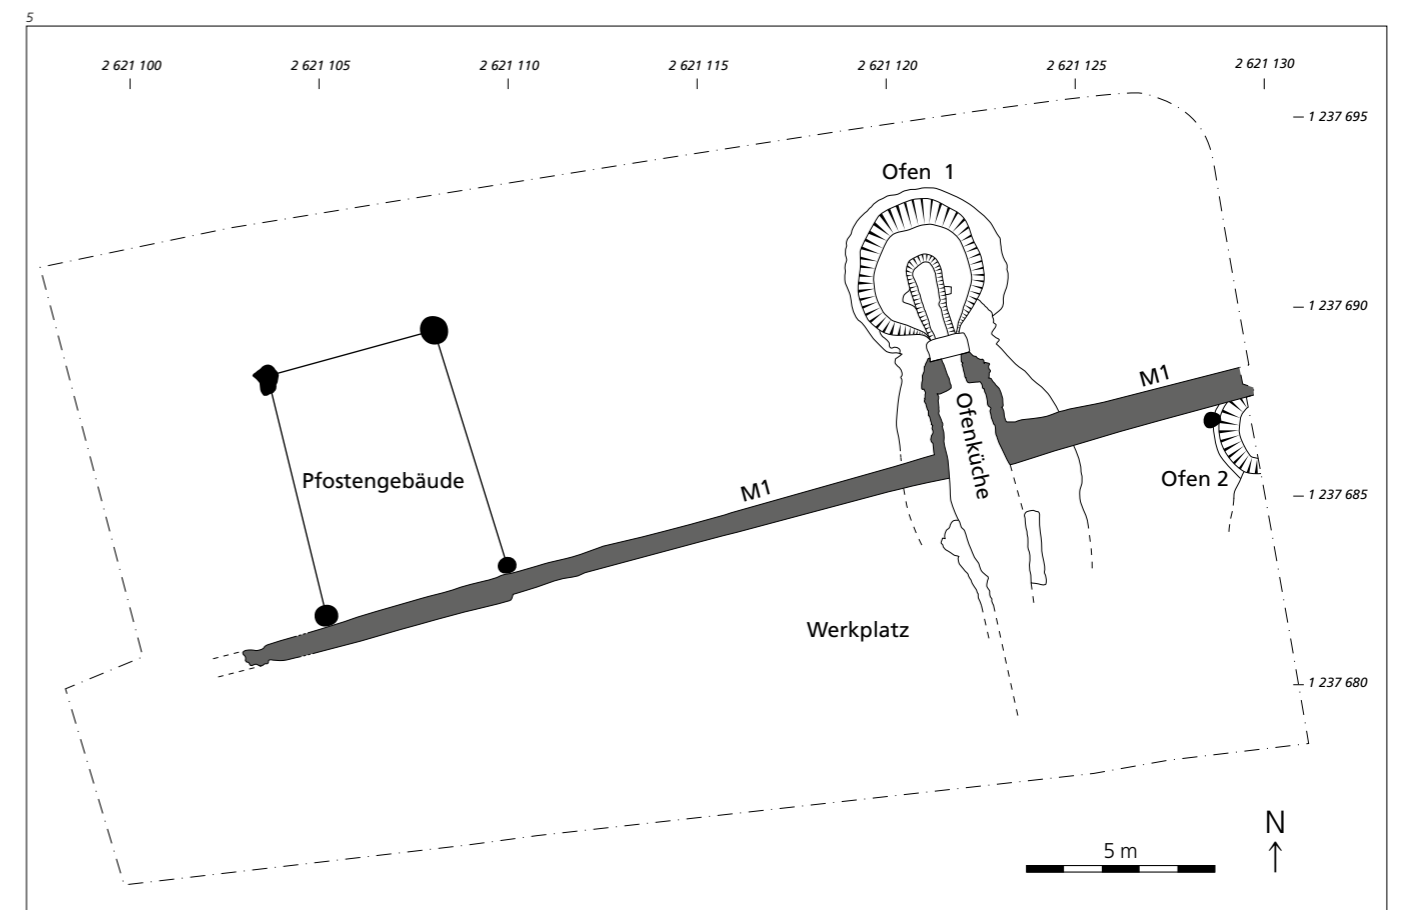 5
2 621 100
2 621 105
2 621 110
2 621 115
2 621 120
2 621 125
2 621 130
1 237 695
Ofen 1
1 237 690
M1
Ofenküche
Pfostengebäude
M1
Ofen 2
1 237 685
Werkplatz
1 237 680
N
5 m